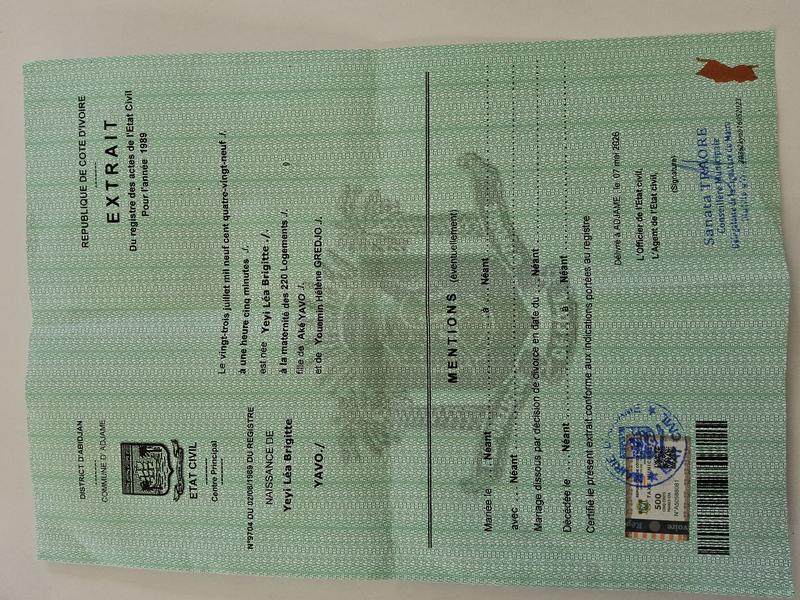 DISTRICT D'ABIDJAN
COMMUNE D'ADJAME
ETAT CIVIL
Centre Principal
N°9704 DU 02/08/1989 DU REGISTRE
NAISSANCE DE
Yeyi Léa Brigitte
YAVO./
REPUBLIQUE DE COTE D'IVOIRE
EXTRAIT
Du registre des actes de l'Etat Civil
Pour l'année 1989
Le vingt-trois juillet mil neuf cent quatre-vingt-neuf ./.
à une heure cinq minutes ./.
est née Yeyi Léa Brigitte ./.
à la maternité des 220 Logements ./.
fille de Aké YAVO ./.
et de Hélène GREDJO ./.
MENTIONS (éventuellement)
Mariée le ... Néant ... à ... Néant
avec ... Néant
Mariage dissous par décision de divorce en date du ... Néant
Décédée le ... Néant ... à ... Néant
Certifié le présent extrait conforme aux indications portées au registre
Délivré à ADJAME, le 07 mai 2026
L'Officier de l'Etat civil,
L'Agent de l'Etat civil,
(Signature)
Sanata TRAORE
Conseillère Municipale
500